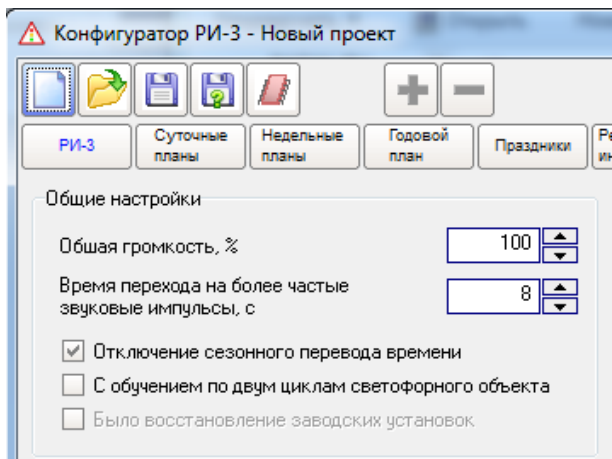 Конфигуратор РИ-3 - Новый проект
РИ-3
Суточные
планы
Недельные
планы
Годовой
план
Праздники
Общие настройки
Обшая громкость, %
100
Время перехода на более частые
звуковые импульсы, с
8
Отключение сезонного перевода времени
С обучением по двум циклам светофорного объекта
Было восстановление заводских установок